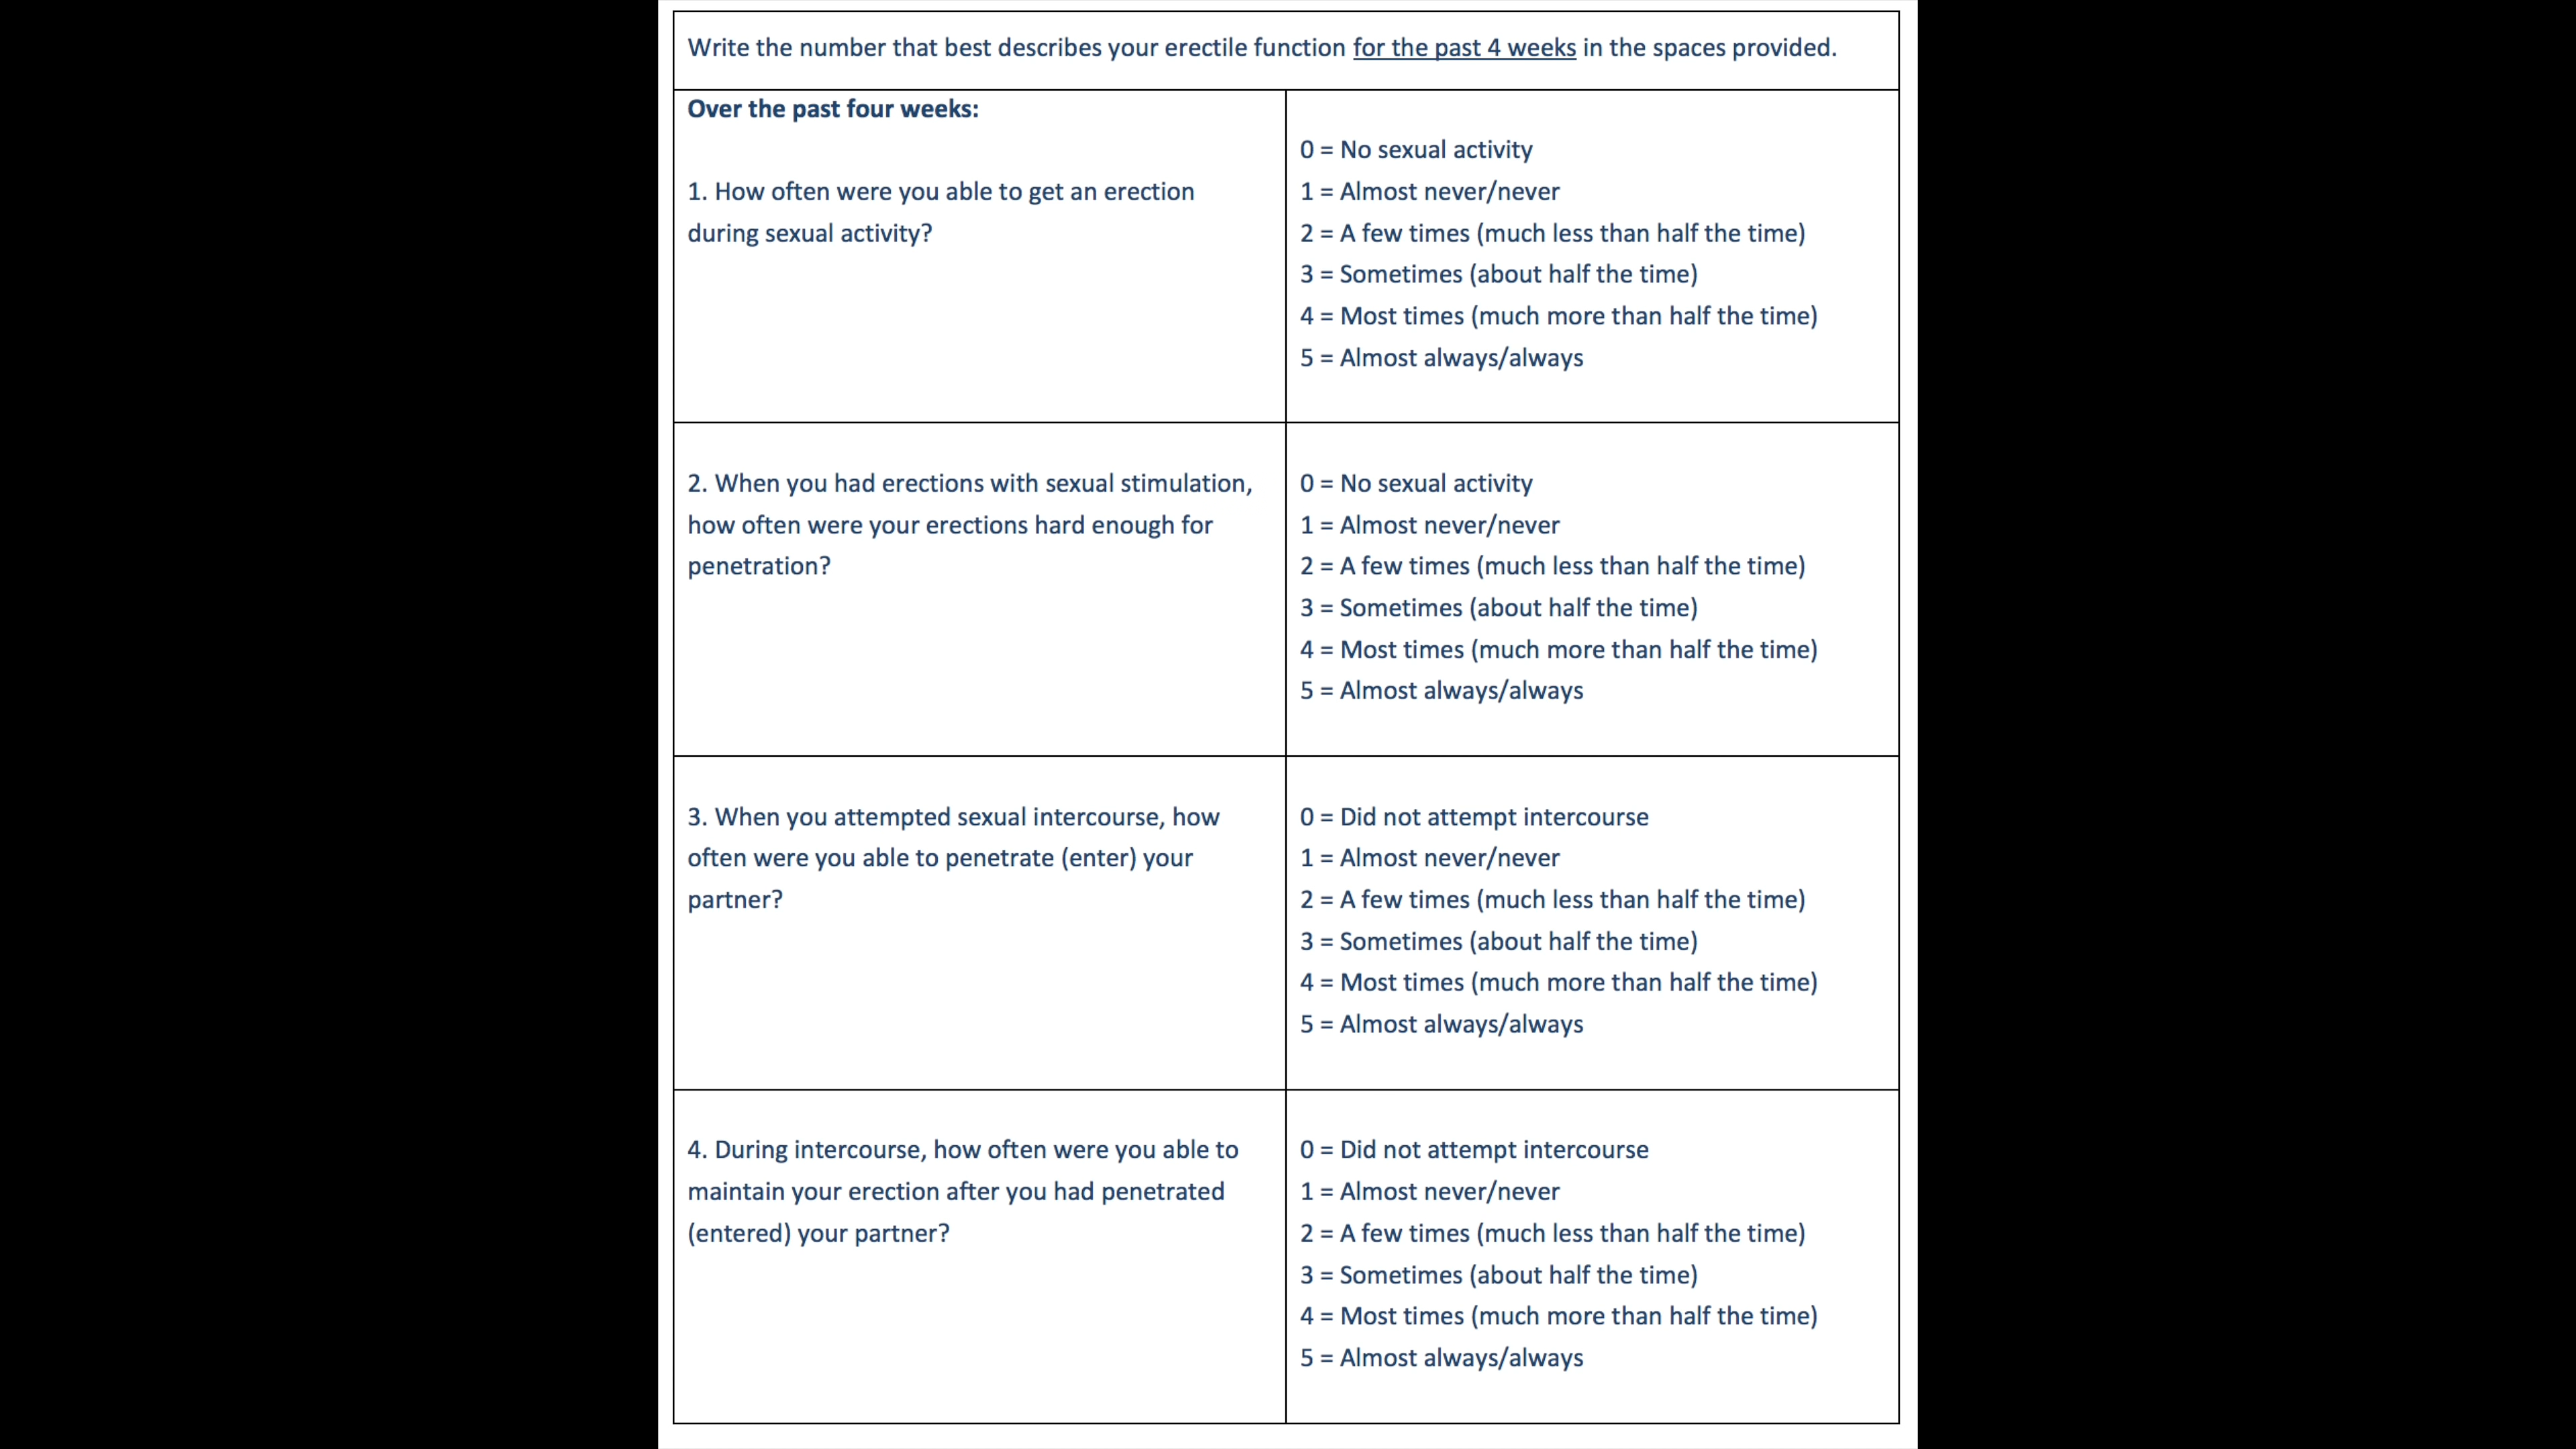 Write the number that best describes your erectile function for the past 4 weeks in the spaces provided.
Over the past four weeks:
1. How often were you able to get an erection
during sexual activity?
0 = No sexual activity
1 = Almost never/never
2 = A few times (much less than half the time)
3 = Sometimes (about half the time)
4 = Most times (much more than half the time)
5 = Almost always/always
2. When you had erections with sexual stimulation,
how often were your erections hard enough for
penetration?
0 = No sexual activity
1 = Almost never/never
2 = A few times (much less than half the time)
3 = Sometimes (about half the time)
4 = Most times (much more than half the time)
5 = Almost always/always
3. When you attempted sexual intercourse, how
often were you able to penetrate (enter) your
partner?
0 = Did not attempt intercourse
1 = Almost never/never
2 = A few times (much less than half the time)
3 = Sometimes (about half the time)
4 = Most times (much more than half the time)
5 = Almost always/always
4. During intercourse, how often were you able to
maintain your erection after you had penetrated
(entered) your partner?
0 = Did not attempt intercourse
1 = Almost never/never
2 = A few times (much less than half the time)
3 = Sometimes (about half the time)
4 = Most times (much more than half the time)
5 = Almost always/always